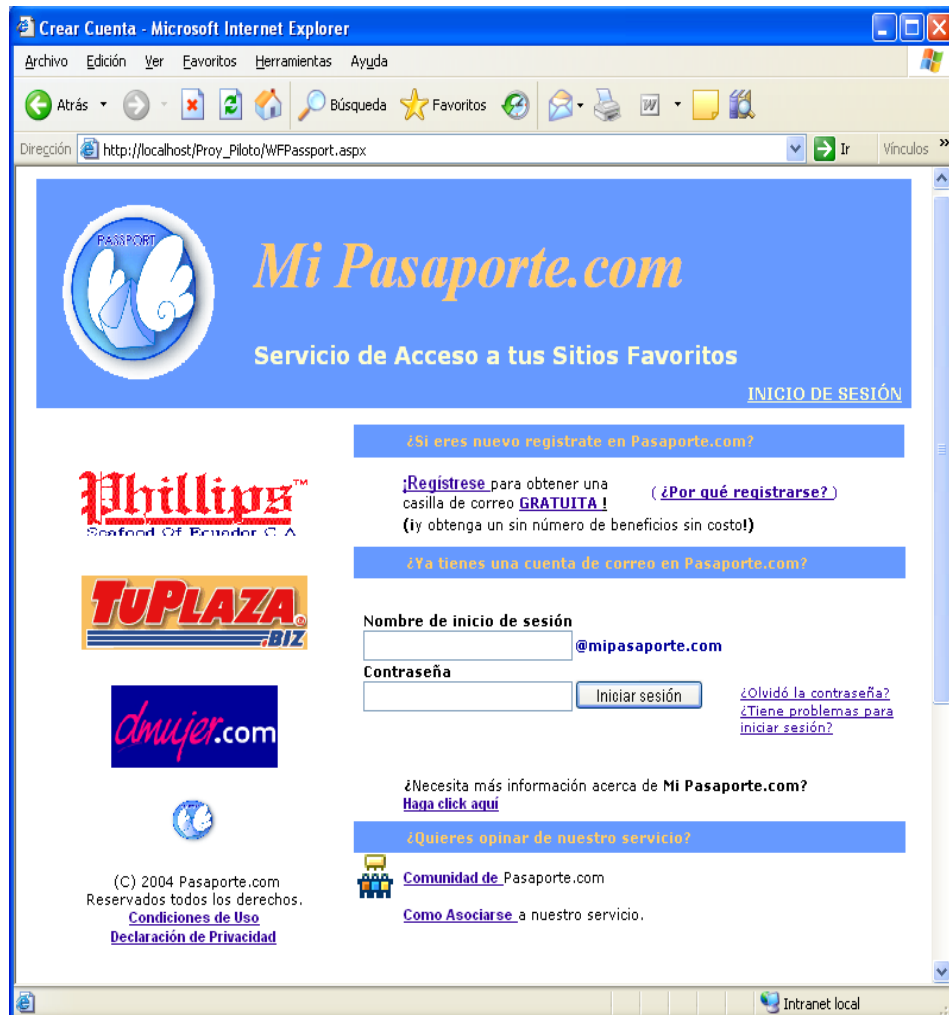 Crear Cuenta - Microsoft Internet Explorer
Archivo Edición Ver Favoritos Herramientas Ayuda
Atrás Búsqueda Favoritos
Dirección http://localhost/Proy_Piloto/WFPassport.aspx Ir Vínculos »
PASSPORT
Mi Pasaporte.com
Servicio de Acceso a tus Sitios Favoritos
INICIO DE SESIÓN
Phillips™
Seafood Of Ecuador C.A
TUPLAZA
.BIZ
dmujer.com
(C) 2004 Pasaporte.com
Reservados todos los derechos.
Condiciones de Uso
Declaración de Privacidad
¿Si eres nuevo registrate en Pasaporte.com?
¡Regístrese para obtener una
casilla de correo GRATUITA !
(¡y obtenga un sin número de beneficios sin costo!)
( ¿Por qué registrarse? )
¿Ya tienes una cuenta de correo en Pasaporte.com?
Nombre de inicio de sesión
@mipasaporte.com
Contraseña
Iniciar sesión
¿Olvidó la contraseña?
¿Tiene problemas para
iniciar sesión?
¿Necesita más información acerca de Mi Pasaporte.com?
Haga click aquí
¿Quieres opinar de nuestro servicio?
Comunidad de Pasaporte.com
Como Asociarse a nuestro servicio.
Intranet local